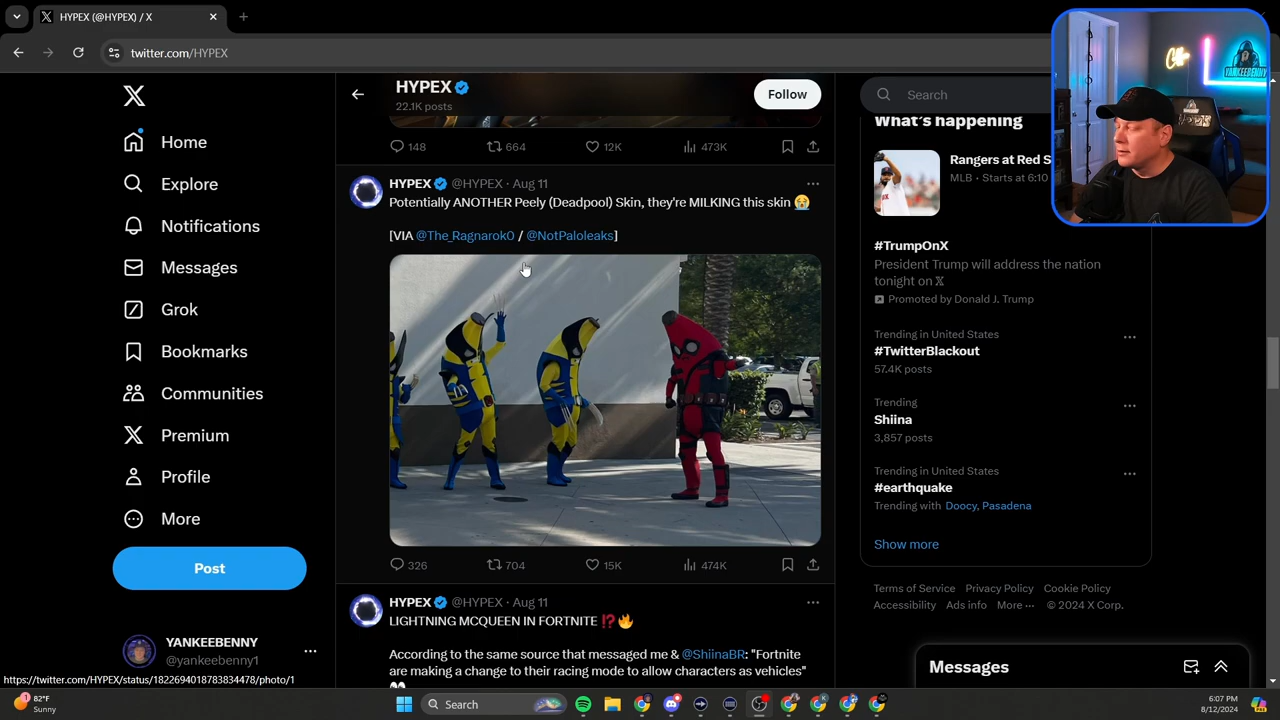 HYPEX (@HYPEX) / X
twitter.com/HYPEX
YANKEEBENNY
HYPEX
22.1K posts
Follow
Search
Home
Explore
Notifications
Messages
Grok
Bookmarks
Communities
Premium
Profile
More
Post
YANKEEBENNY
@yankeebenny1
148
664
12K
473K
HYPEX @HYPEX · Aug 11
Potentially ANOTHER Peely (Deadpool) Skin, they're MILKING this skin 😭
[VIA @The_Ragnarok0 / @NotPaloleaks]
326
704
15K
474K
HYPEX @HYPEX · Aug 11
LIGHTNING MCQUEEN IN FORTNITE ⁉️🔥
According to the same source that messaged me & @ShiinaBR: "Fortnite
are making a change to their racing mode to allow characters as vehicles"
👀
What's happening
Rangers at Red S
MLB · Starts at 6:10
#TrumpOnX
President Trump will address the nation
tonight on 𝕏
Promoted by Donald J. Trump
Trending in United States
#TwitterBlackout
57.4K posts
Trending
Shiina
3,857 posts
Trending in United States
#earthquake
Trending with Doocy, Pasadena
Show more
Terms of Service Privacy Policy Cookie Policy
Accessibility Ads info More ··· © 2024 X Corp.
Messages
https://twitter.com/HYPEX/status/1822694018783834478/photo/1
82°F
Sunny
Search
6:07 PM
8/12/2024